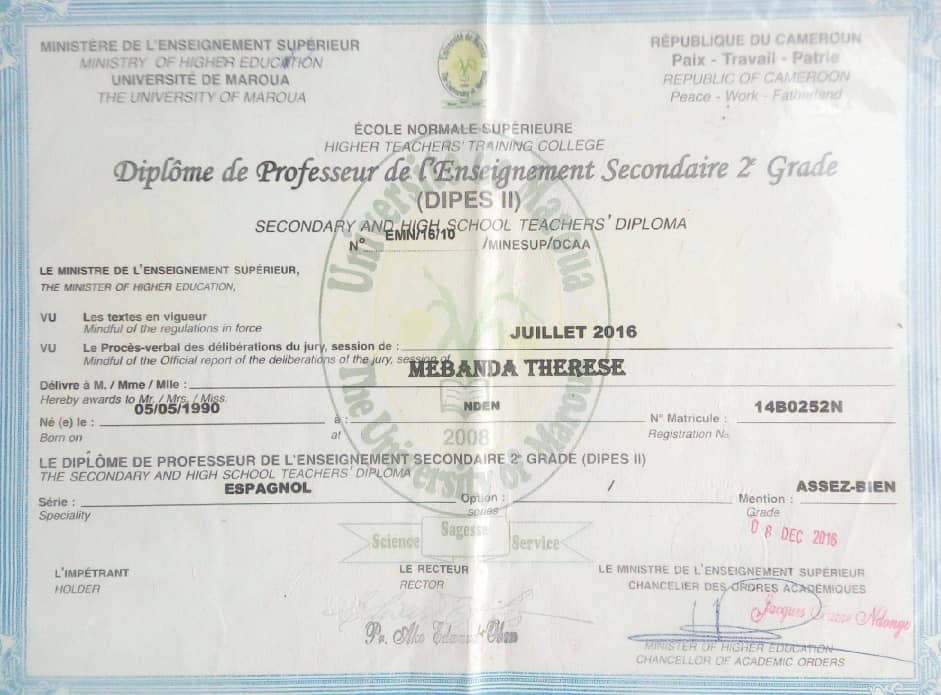 MINISTÈRE DE L'ENSEIGNEMENT SUPÉRIEUR
MINISTRY OF HIGHER EDUCATION
UNIVERSITÉ DE MAROUA
THE UNIVERSITY OF MAROUA
RÉPUBLIQUE DU CAMEROUN
Paix - Travail - Patrie
REPUBLIC OF CAMEROON
Peace - Work - Fatherland
ÉCOLE NORMALE SUPÉRIEURE
HIGHER TEACHERS' TRAINING COLLEGE
Diplôme de Professeur de l'Enseignement Secondaire 2e Grade
(DIPES II)
SECONDARY AND HIGH SCHOOL TEACHERS' DIPLOMA
N° EMN/16/10 /MINESUP/DCAA
LE MINISTRE DE L'ENSEIGNEMENT SUPÉRIEUR,
THE MINISTER OF HIGHER EDUCATION,
VU Les textes en vigueur
Mindful of the regulations in force
VU Le Procès-verbal des délibérations du jury, session de : JUILLET 2016
Mindful of the Official report of the deliberations of the jury, session of
Délivre à M. / Mme / Mlle : MEBANDA THERESE
Hereby awards to Mr. / Mrs. / Miss.
Né (e) le : 05/05/1990 à : NDEN N° Matricule : 14B0252N
Born on at Registration No
LE DIPLÔME DE PROFESSEUR DE L'ENSEIGNEMENT SECONDAIRE 2e GRADE (DIPES II)
THE SECONDARY AND HIGH SCHOOL TEACHERS' DIPLOMA
Série : ESPAGNOL Option : / Mention : ASSEZ-BIEN
Speciality series Grade
08 DEC 2016
Université de Maroua
The University of Maroua
2008
Science Sagesse Service
L'IMPÉTRANT
HOLDER
LE RECTEUR
RECTOR
LE MINISTRE DE L'ENSEIGNEMENT SUPÉRIEUR
CHANCELIER DES ORDRES ACADÉMIQUES
Jacques Ndongo
Pr. Ako
MINISTER OF HIGHER EDUCATION
CHANCELLOR OF ACADEMIC ORDERS